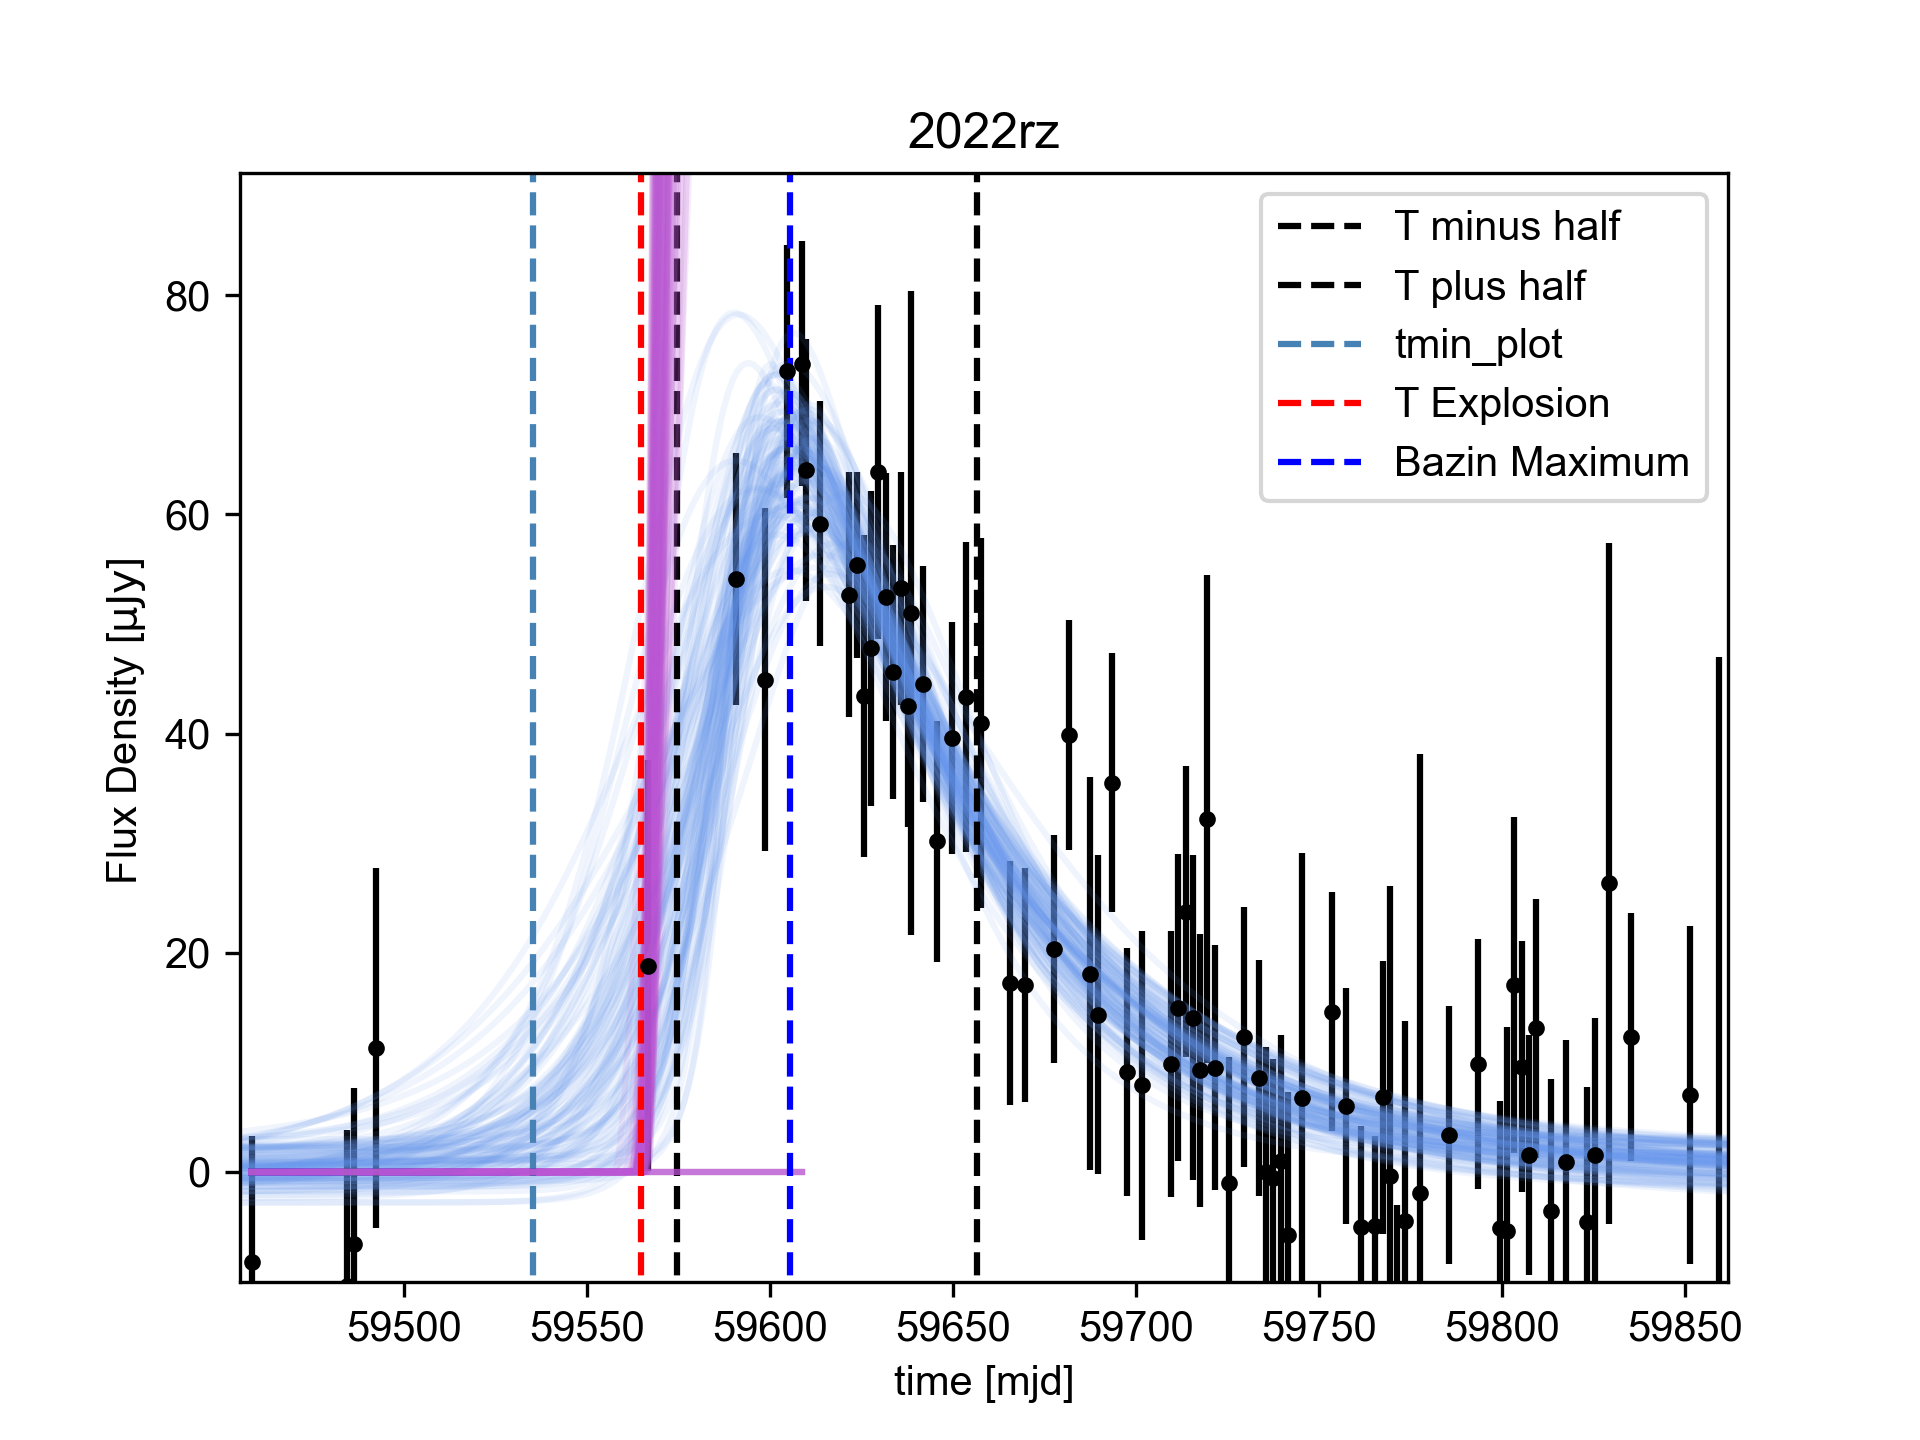 2022rz
T minus half
T plus half
tmin_plot
T Explosion
Bazin Maximum
80
60
40
20
0
Flux Density [µJy]
59500 59550 59600 59650 59700 59750 59800 59850
time [mjd]